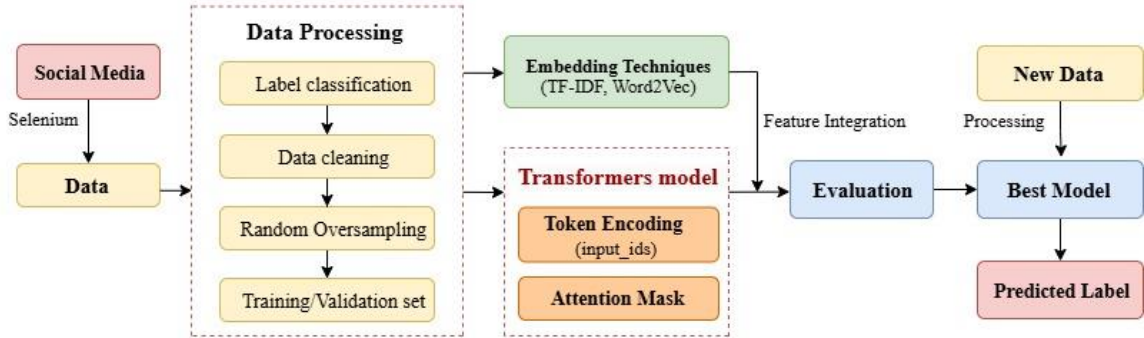 Social Media
Selenium
Data
Data Processing
Label classification
Data cleaning
Random Oversampling
Training/Validation set
Embedding Techniques
(TF-IDF, Word2Vec)
Transformers model
Token Encoding
(input_ids)
Attention Mask
Feature Integration
Evaluation
New Data
Processing
Best Model
Predicted Label